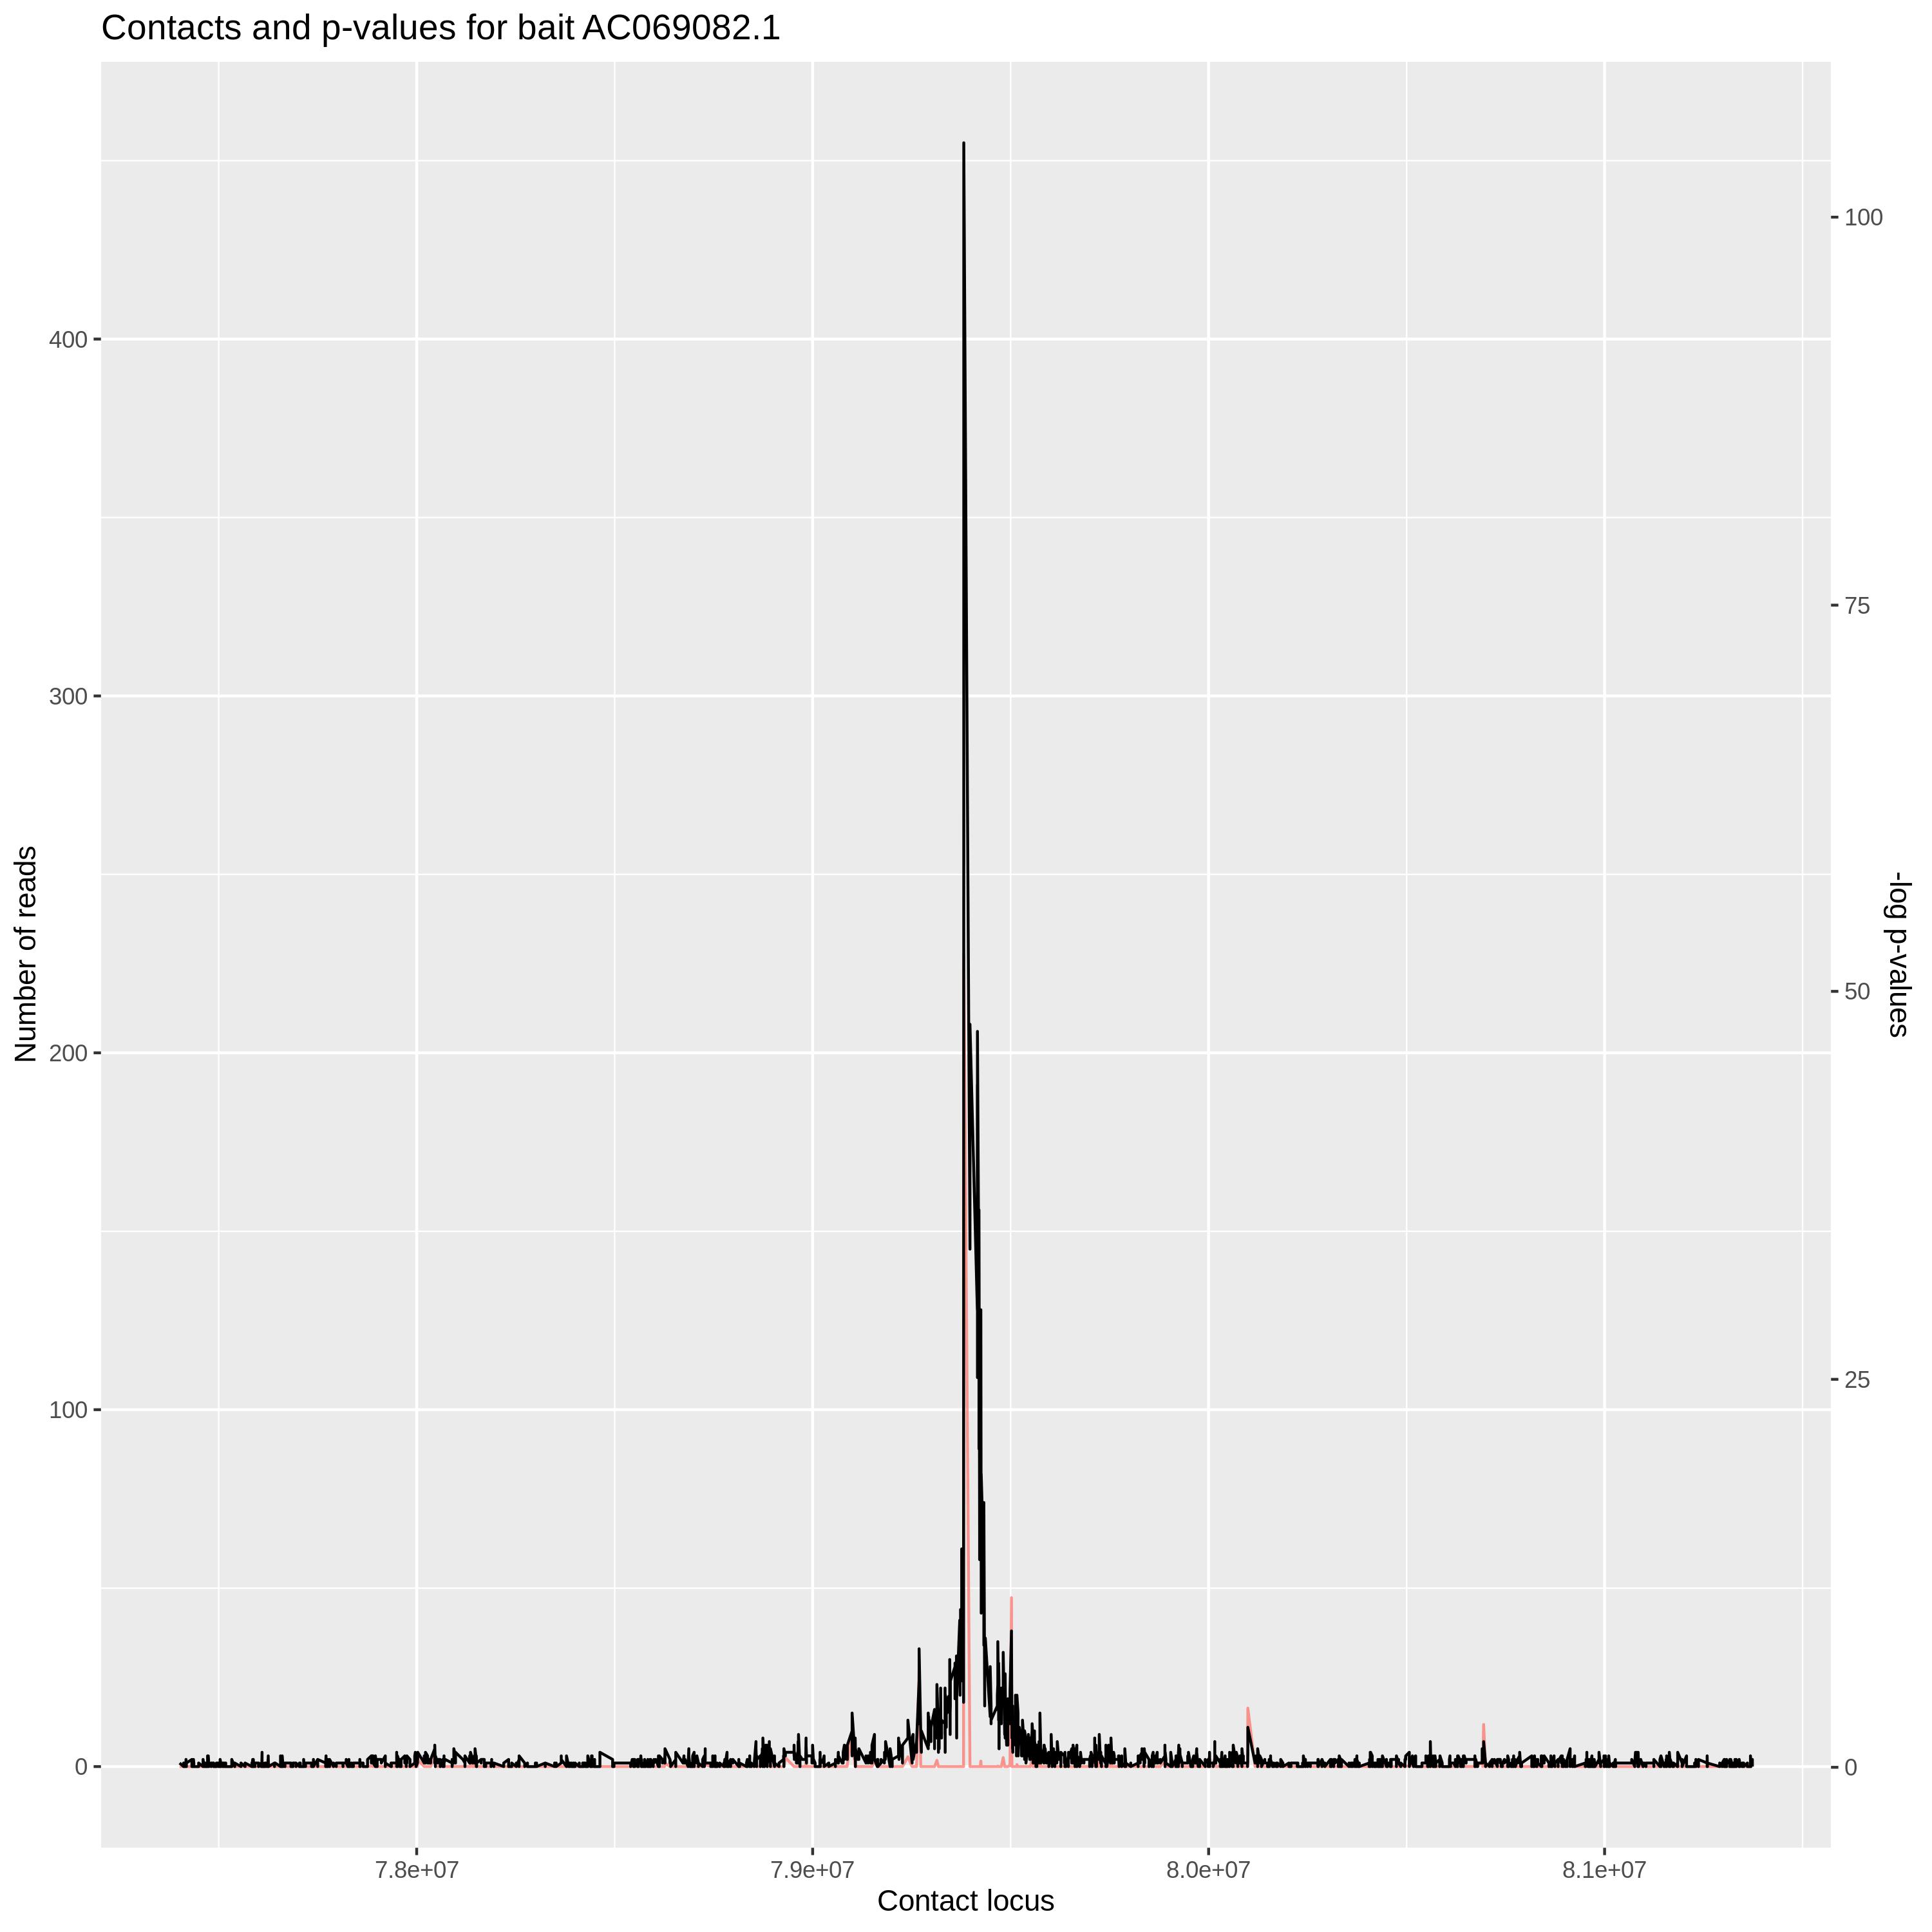 Contacts and p-values for bait AC069082.1
400
300
200
100
0
Number of reads
100
75
50
25
0
-log p-values
7.8e+07
7.9e+07
8.0e+07
8.1e+07
Contact locus